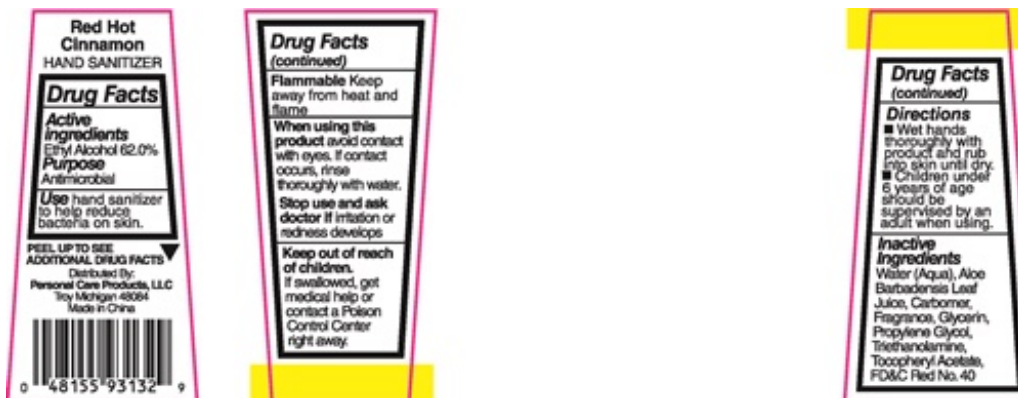 Red Hot
Cinnamon
HAND SANITIZER
Drug Facts
Active
ingredients
Ethyl Alcohol 62.0%
Purpose
Antimicrobial
Use hand sanitizer
to help reduce
bacteria on skin.
PEEL UP TO SEE
ADDITIONAL DRUG FACTS
Distributed By:
Personal Care Products, LLC
Troy Michigan 48084
Made in China
0 48155 93132 9
Drug Facts
(continued)
Flammable Keep
away from heat and
flame
When using this
product avoid contact
with eyes. If contact
occurs, rinse
thoroughly with water.
Stop use and ask
doctor if irritation or
redness develops
Keep out of reach
of children.
If swallowed, get
medical help or
contact a Poison
Control Center
right away.
Drug Facts
(continued)
Directions
■ Wet hands
thoroughly with
product and rub
into skin until dry.
■ Children under
6 years of age
should be
supervised by an
adult when using.
Inactive
Ingredients
Water (Aqua), Aloe
Barbadensis Leaf
Juice, Carbomer,
Fragrance, Glycerin,
Propylene Glycol,
Triethanolamine,
Tocopheryl Acetate,
FD&C Red No. 40